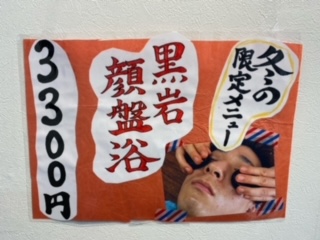 冬の
限定メニュー
黒岩
顔盤浴
3300円